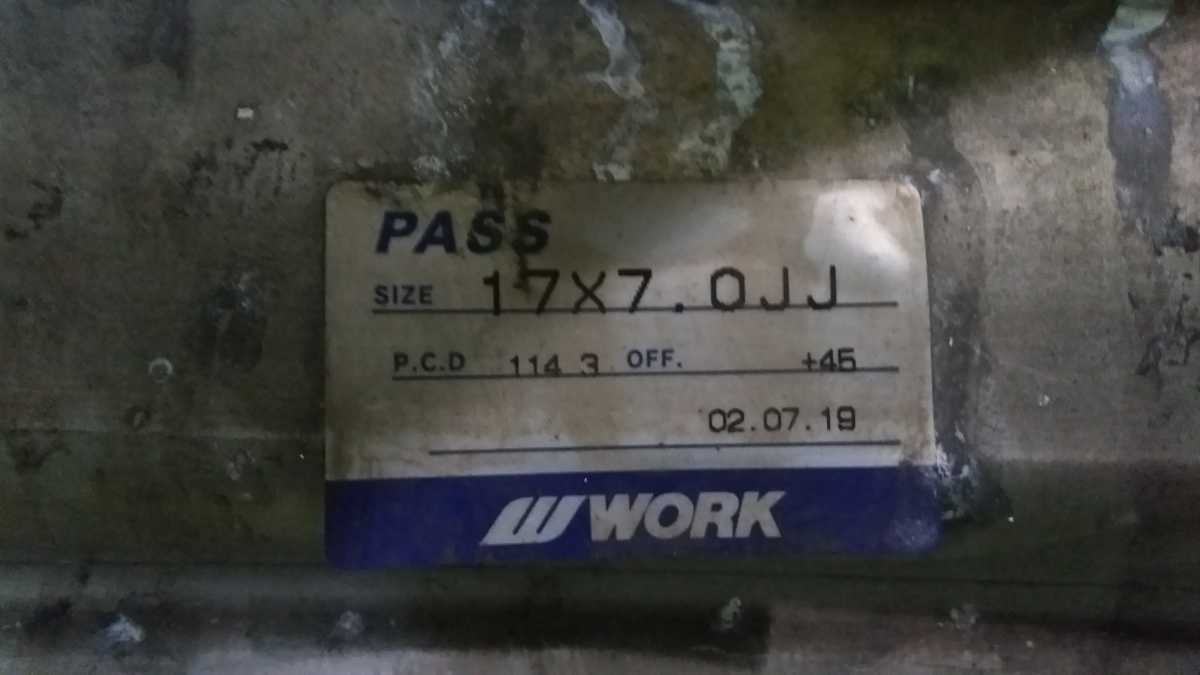 PASS
SIZE 17X7.0JJ
P.C.D 114.3 OFF. +45
02.07.19
WORK